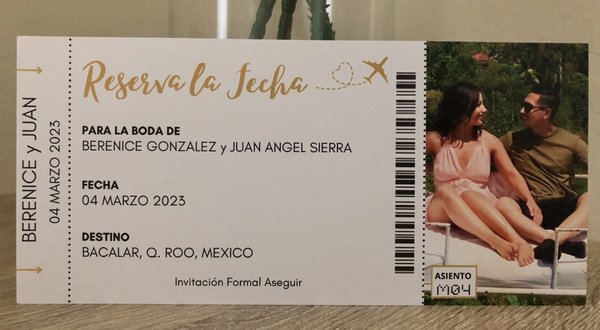 BERENICE y JUAN
04 MARZO 2023
Reserva la fecha
PARA LA BODA DE
BERENICE GONZALEZ y JUAN ANGEL SIERRA
FECHA
04 MARZO 2023
DESTINO
BACALAR, Q. ROO, MEXICO
Invitación Formal Aseguir
ASIENTO
M04